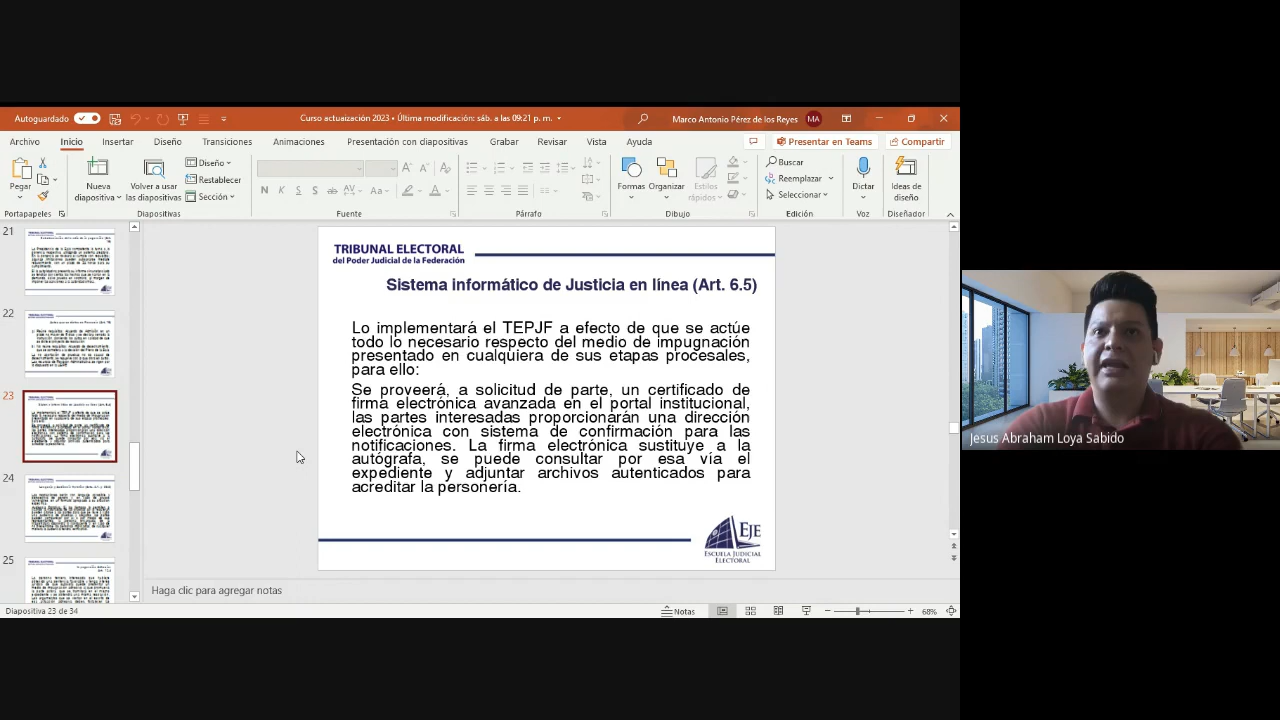 Autoguardado
Curso actuaización 2023 • Última modificación: sáb. a las 09:21 p. m.
Marco Antonio Pérez de los Reyes
MA
Archivo Inicio Insertar Diseño Transiciones Animaciones Presentación con diapositivas Grabar Revisar Vista Ayuda
Presentar en Teams
Compartir
Pegar
Nueva diapositiva
Volver a usar las diapositivas
Diseño
Restablecer
Sección
N K S S ab AV Aa A
Formas
Organizar
Estilos rápidos
Buscar
Reemplazar
Seleccionar
Dictar
Ideas de diseño
Portapapeles Diapositivas Fuente Párrafo Dibujo Edición Voz Diseñador
21
22
23
24
25
TRIBUNAL ELECTORAL
del Poder Judicial de la Federación
Sistema informático de Justicia en línea (Art. 6.5)
Lo implementará el TEPJF a efecto de que se actúe
todo lo necesario respecto del medio de impugnación
presentado en cualquiera de sus etapas procesales,
para ello:
Se proveerá, a solicitud de parte, un certificado de
firma electrónica avanzada en el portal institucional,
las partes interesadas proporcionarán una dirección
electrónica con sistema de confirmación para las
notificaciones. La firma electrónica sustituye a la
autógrafa, se puede consultar por esa vía el
expediente y adjuntar archivos autenticados para
acreditar la personería.
EJE
ESCUELA JUDICIAL
ELECTORAL
Haga clic para agregar notas
Diapositiva 23 de 34
Notas
68%
Jesus Abraham Loya Sabido